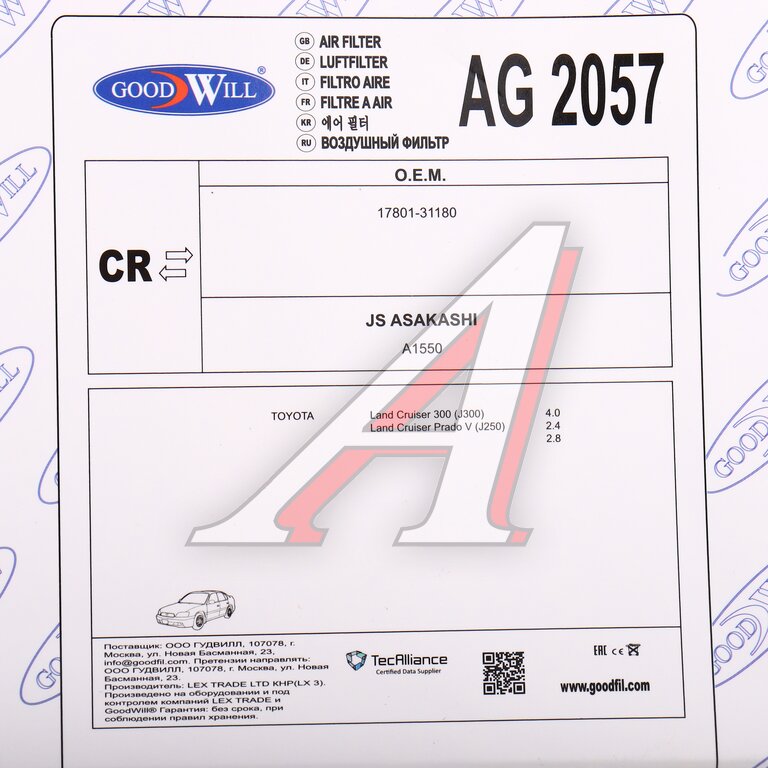 GOODWILL®
GB AIR FILTER
DE LUFTFILTER
IT FILTRO AIRE
FR FILTRE A AIR
KR 에어 필터
RU ВОЗДУШНЫЙ ФИЛЬТР
AG 2057
CR
O.E.M.
17801-31180
JS ASAKASHI
A1550
TOYOTA Land Cruiser 300 (J300) 4.0
Land Cruiser Prado V (J250) 2.4
2.8
Поставщик: ООО ГУДВИЛЛ, 107078, г.
Москва, ул. Новая Басманная, 23,
info@goodfil.com. Претензии направлять:
ООО ГУДВИЛЛ, 107078, г. Москва, ул. Новая
Басманная, 23.
Производитель: LEX TRADE LTD КНР(LX 3).
Произведено на оборудовании и под
контролем компаний LEX TRADE и
GoodWill® Гарантия: без срока, при
соблюдении правил хранения.
TecAlliance
Certified Data Supplier
EAC CE
www.goodfil.com